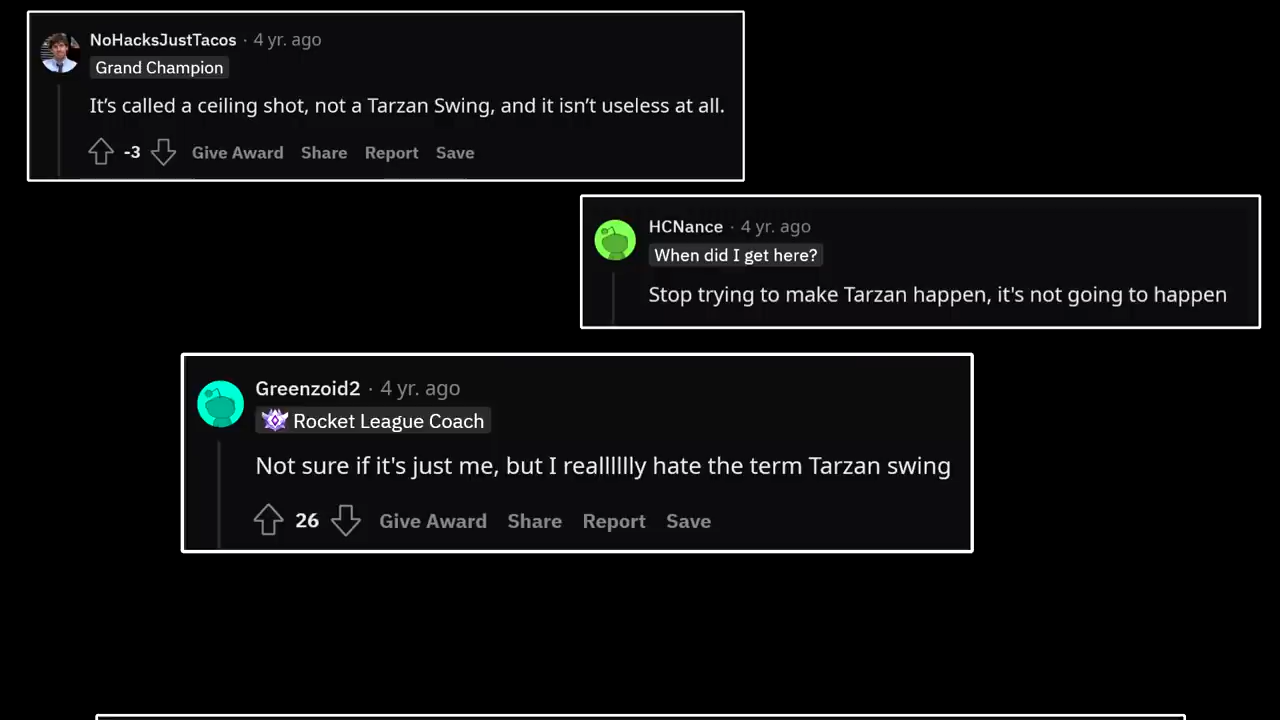 NoHacksJustTacos · 4 yr. ago
Grand Champion
It's called a ceiling shot, not a Tarzan Swing, and it isn't useless at all.
-3 Give Award Share Report Save
HCNance · 4 yr. ago
When did I get here?
Stop trying to make Tarzan happen, it's not going to happen
Greenzoid2 · 4 yr. ago
Rocket League Coach
Not sure if it's just me, but I realllllly hate the term Tarzan swing
26 Give Award Share Report Save